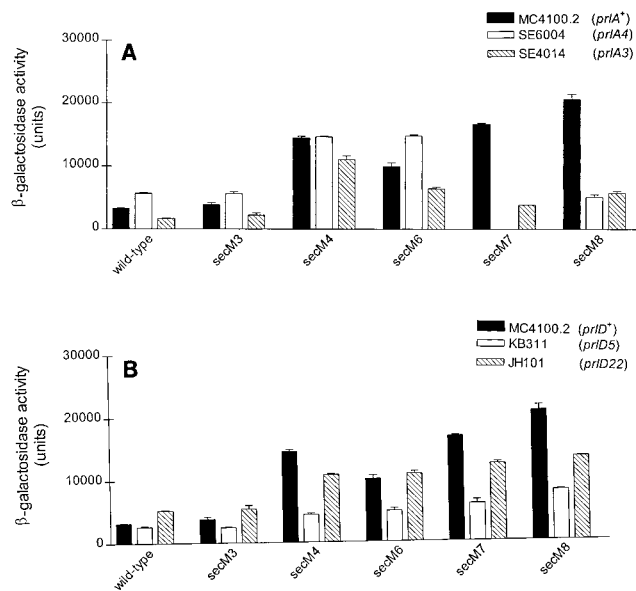 A
MC4100.2 (prlA+)
SE6004 (prlA4)
SE4014 (prlA3)
β-galactosidase activity
(units)
30000
20000
10000
0
wild-type
secM3
secM4
secM6
secM7
secM8
B
MC4100.2 (prlD+)
KB311 (prlD5)
JH101 (prlD22)
β-galactosidase activity
(units)
30000
20000
10000
0
wild-type
secM3
secM4
secM6
secM7
secM8